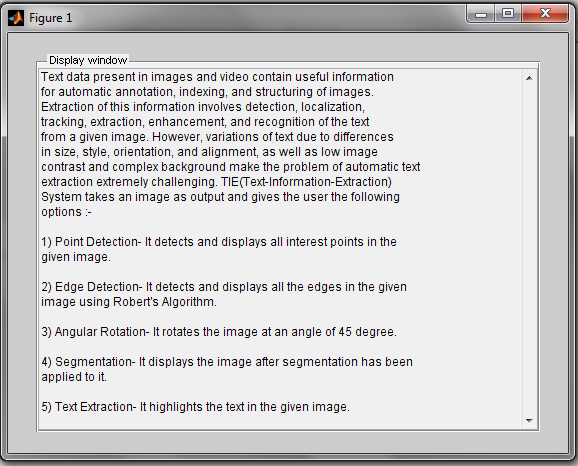 Figure 1
Display window
Text data present in images and video contain useful information
for automatic annotation, indexing, and structuring of images.
Extraction of this information involves detection, localization,
tracking, extraction, enhancement, and recognition of the text
from a given image. However, variations of text due to differences
in size, style, orientation, and alignment, as well as low image
contrast and complex background make the problem of automatic text
extraction extremely challenging. TIE(Text-Information-Extraction)
System takes an image as output and gives the user the following
options :-
1) Point Detection- It detects and displays all interest points in the
given image.
2) Edge Detection- It detects and displays all the edges in the given
image using Robert's Algorithm.
3) Angular Rotation- It rotates the image at an angle of 45 degree.
4) Segmentation- It displays the image after segmentation has been
applied to it.
5) Text Extraction- It highlights the text in the given image.